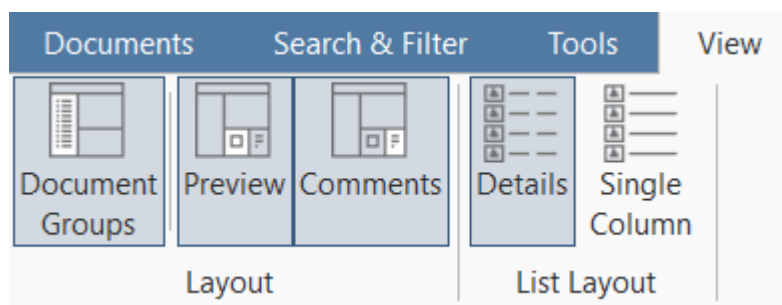 Documents Search & Filter Tools View
Document Groups Preview Comments Details Single Column
Layout List Layout